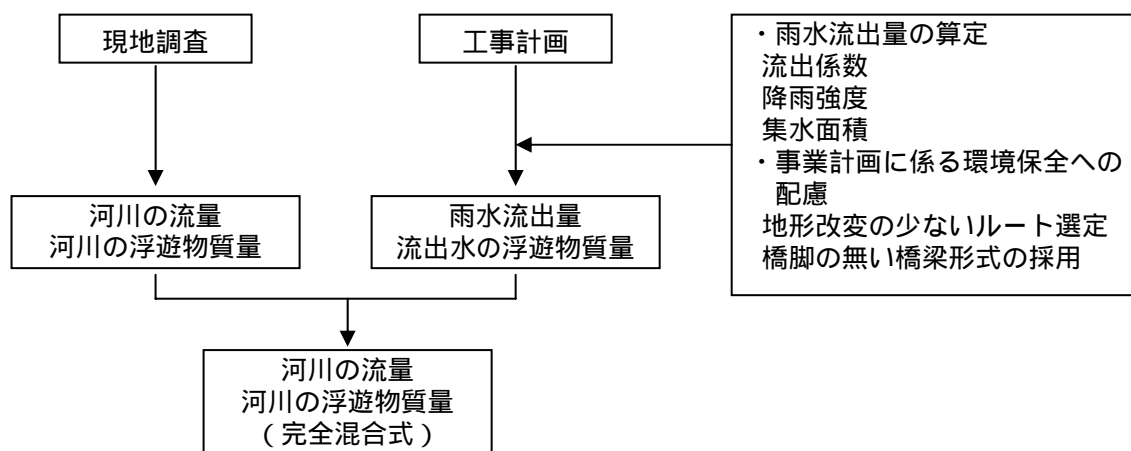 現地調査
工事計画
・雨水流出量の算定
流出係数
降雨強度
集水面積
・事業計画に係る環境保全への
配慮
地形改変の少ないルート選定
橋脚の無い橋梁形式の採用
河川の流量
河川の浮遊物質量
雨水流出量
流出水の浮遊物質量
河川の流量
河川の浮遊物質量
（完全混合式）